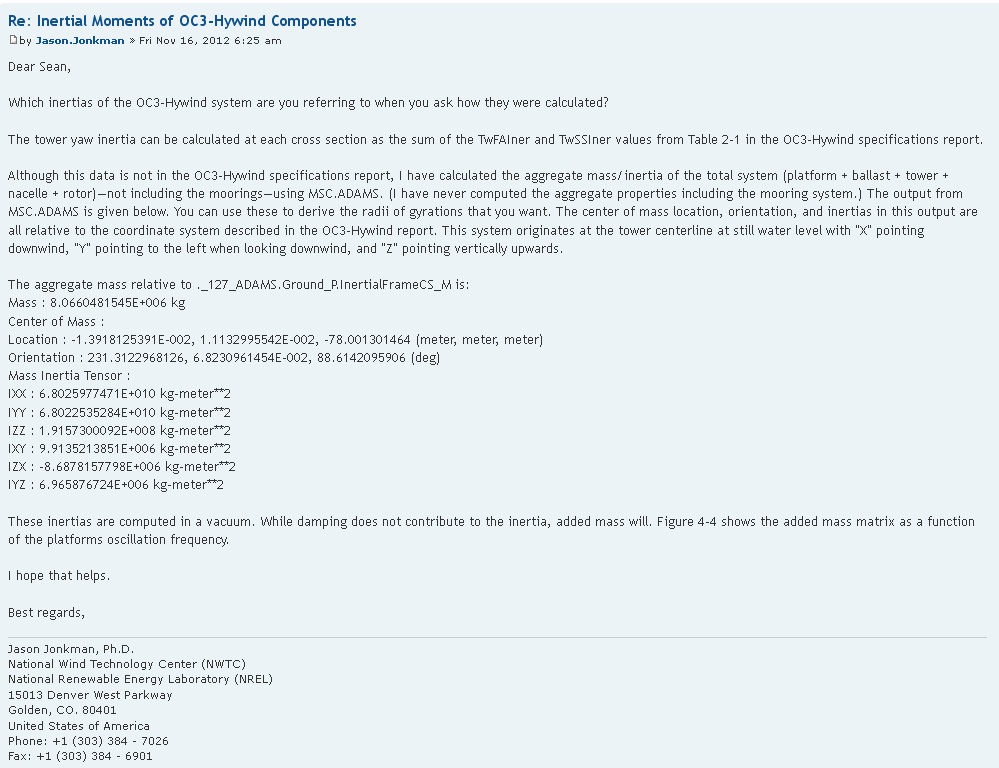 Re: Inertial Moments of OC3-Hywind Components
by Jason.Jonkman » Fri Nov 16, 2012 6:25 am
Dear Sean,
Which inertias of the OC3-Hywind system are you referring to when you ask how they were calculated?
The tower yaw inertia can be calculated at each cross section as the sum of the TwFAIner and TwSSIner values from Table 2-1 in the OC3-Hywind specifications report.
Although this data is not in the OC3-Hywind specifications report, I have calculated the aggregate mass/inertia of the total system (platform + ballast + tower +
nacelle + rotor)—not including the moorings—using MSC.ADAMS. (I have never computed the aggregate properties including the mooring system.) The output from
MSC.ADAMS is given below. You can use these to derive the radii of gyrations that you want. The center of mass location, orientation, and inertias in this output are
all relative to the coordinate system described in the OC3-Hywind report. This system originates at the tower centerline at still water level with "X" pointing
downwind, "Y" pointing to the left when looking downwind, and "Z" pointing vertically upwards.
The aggregate mass relative to ._127_ADAMS.Ground_P.InertialFrameCS_M is:
Mass : 8.0660481545E+006 kg
Center of Mass :
Location : -1.3918125391E-002, 1.1132995542E-002, -78.001301464 (meter, meter, meter)
Orientation : 231.3122968126, 6.8230961454E-002, 88.6142095906 (deg)
Mass Inertia Tensor :
IXX : 6.8025977471E+010 kg-meter**2
IYY : 6.8022535284E+010 kg-meter**2
IZZ : 1.9157300092E+008 kg-meter**2
IXY : 9.9135213851E+006 kg-meter**2
IZX : -8.6878157798E+006 kg-meter**2
IYZ : 6.965876724E+006 kg-meter**2
These inertias are computed in a vacuum. While damping does not contribute to the inertia, added mass will. Figure 4-4 shows the added mass matrix as a function
of the platforms oscillation frequency.
I hope that helps.
Best regards,
Jason Jonkman, Ph.D.
National Wind Technology Center (NWTC)
National Renewable Energy Laboratory (NREL)
15013 Denver West Parkway
Golden, CO. 80401
United States of America
Phone: +1 (303) 384 - 7026
Fax: +1 (303) 384 - 6901